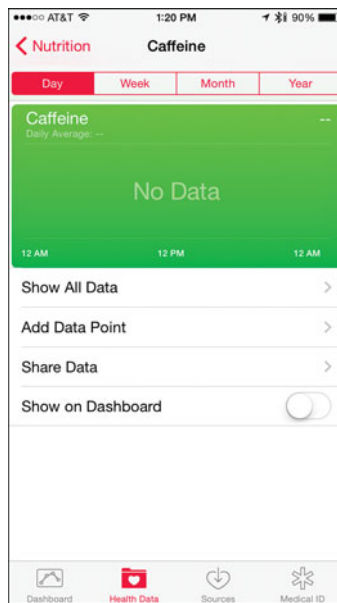 AT&T 1:20 PM 90%
Nutrition Caffeine
Day Week Month Year
Caffeine --
Daily Average: --
No Data
12 AM 12 PM 12 AM
Show All Data
Add Data Point
Share Data
Show on Dashboard
Dashboard Health Data Sources Medical ID